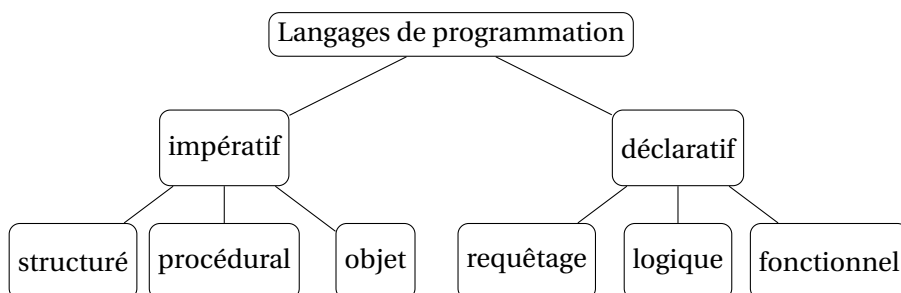 Langages de programmation
impératif
déclaratif
structuré
procédural
objet
requêtage
logique
fonctionnel